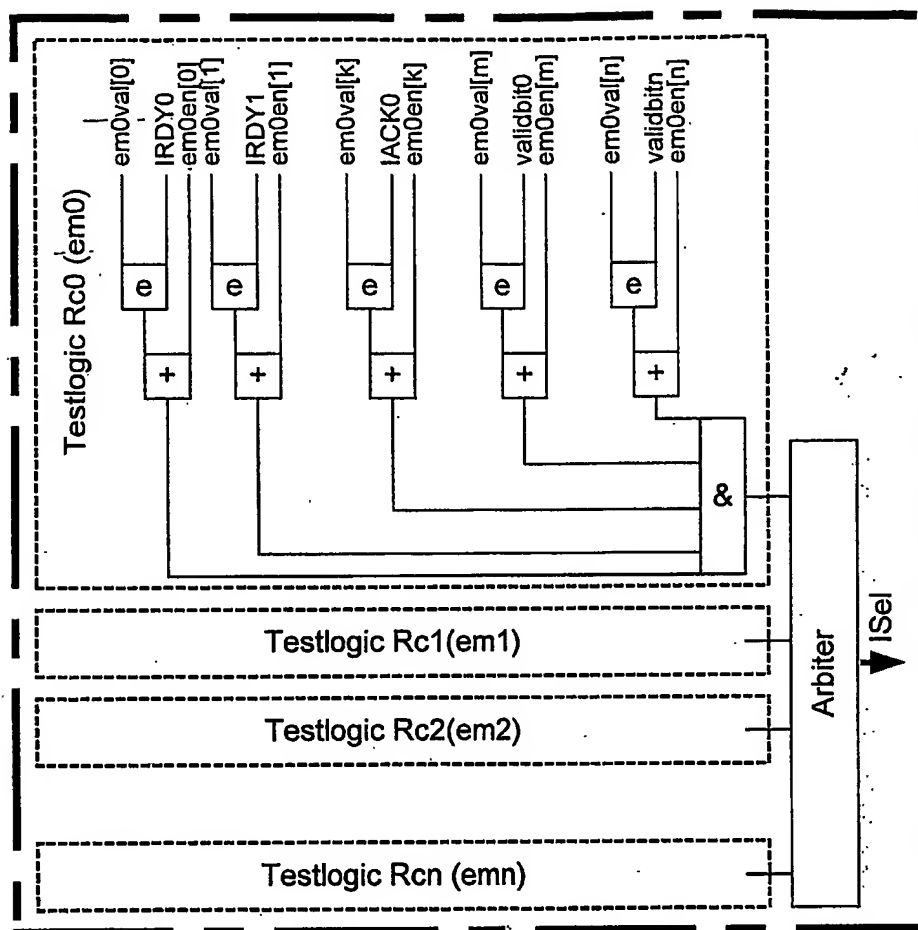 Testlogic Rc0 (em0)
em0val[0]
IRDY0
em0en[0]
em0val[1]
IRDY1
em0en[1]
em0val[k]
IACK0
em0en[k]
em0val[m]
validbit0
em0en[m]
em0val[n]
validbitn
em0en[n]
e
e
e
e
e
+
+
+
+
+
&
Testlogic Rc1(em1)
Testlogic Rc2(em2)
Testlogic Rcn (emn)
Arbiter
ISel